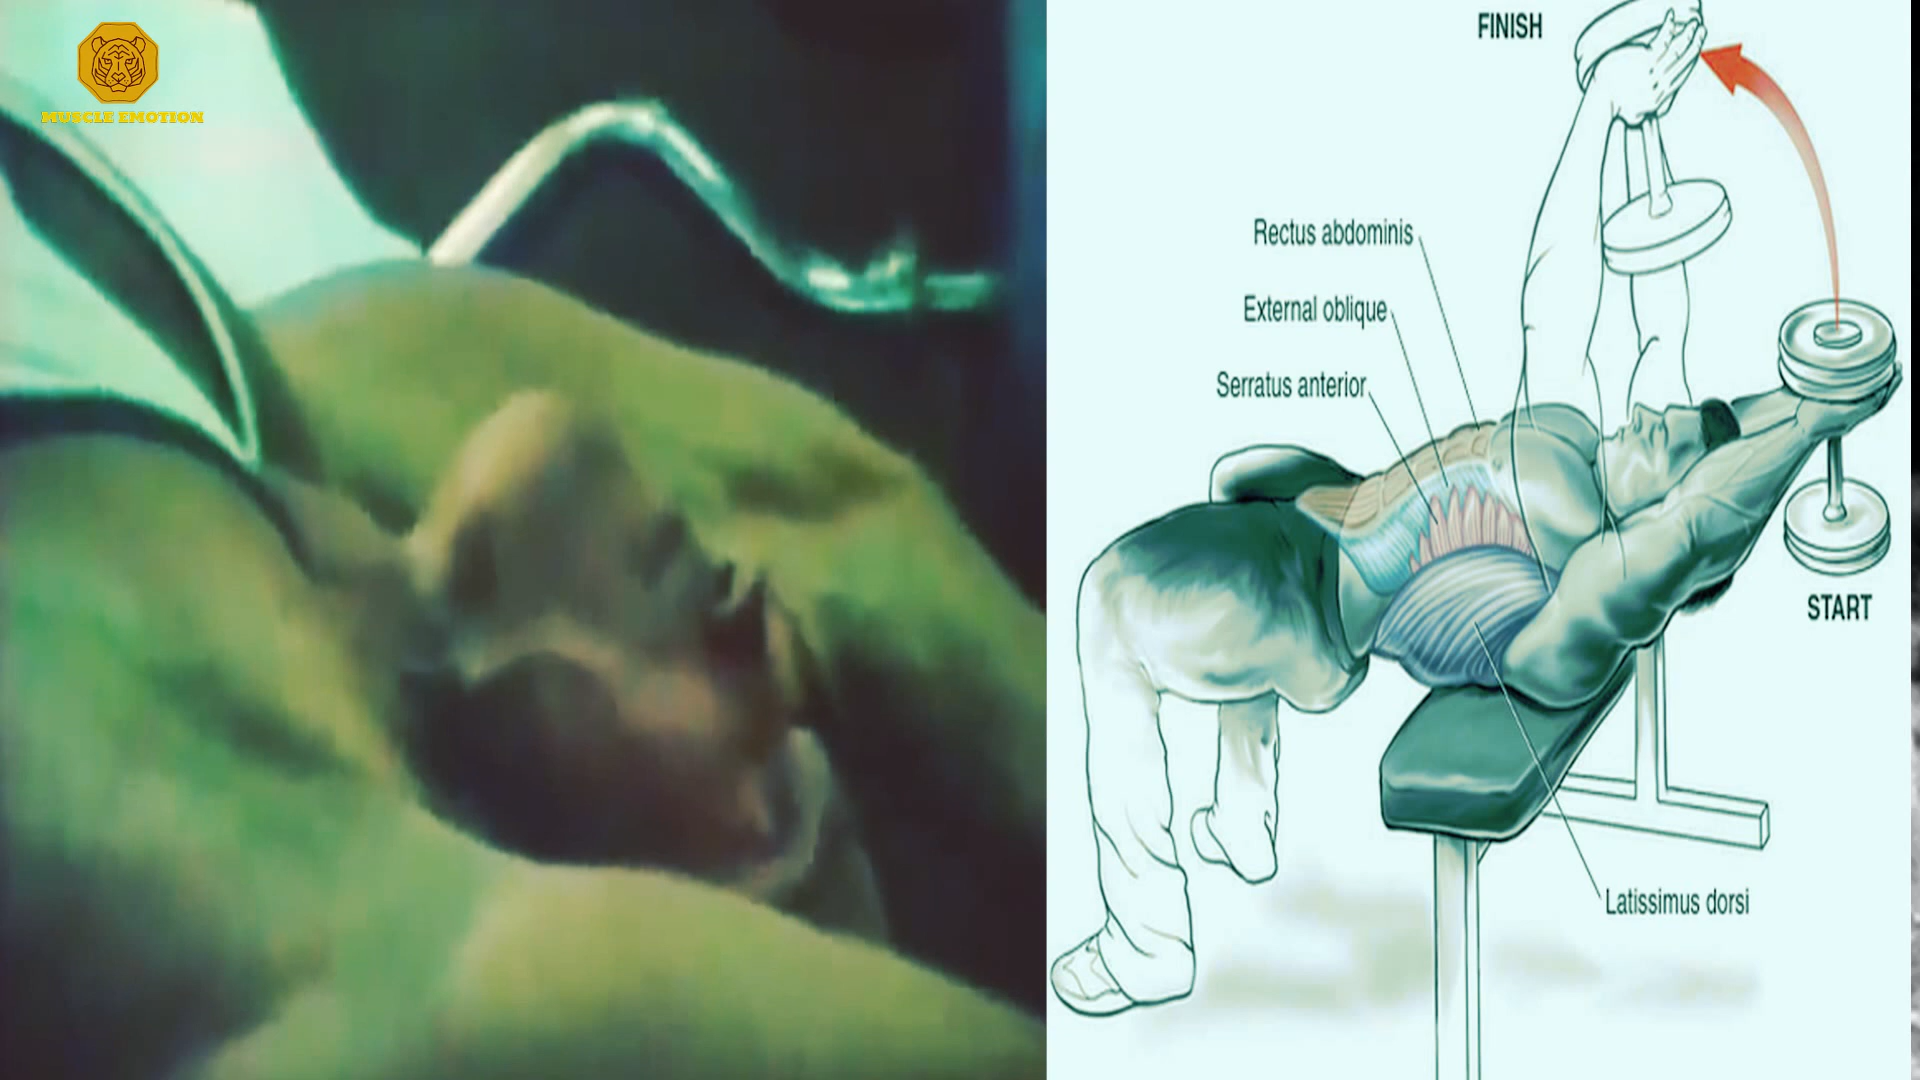 MUSCLE EMOTION
FINISH
Rectus abdominis
External oblique
Serratus anterior
START
Latissimus dorsi